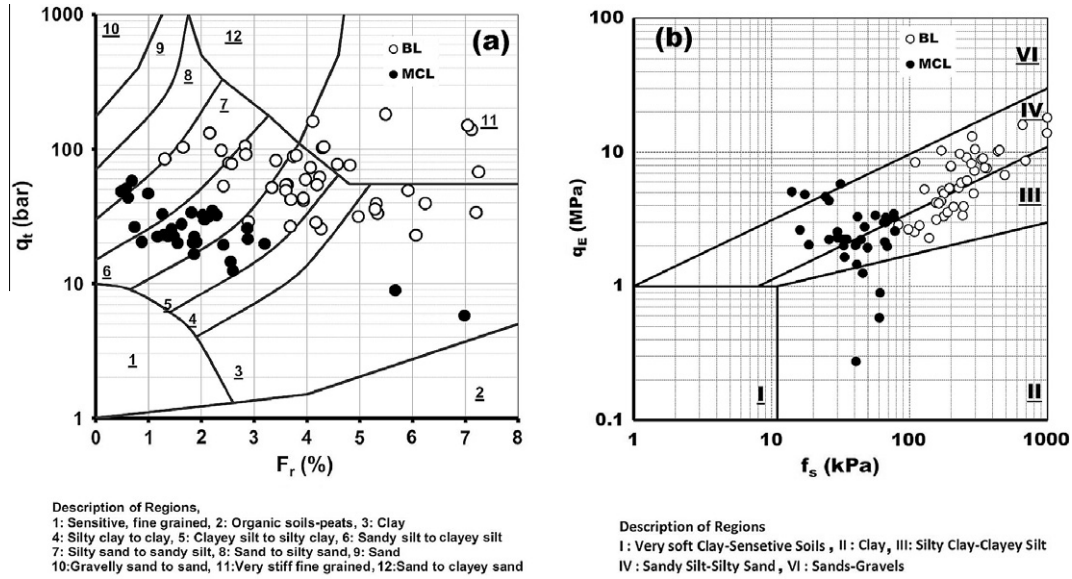 (a)
BL
MCL
10
9
8
12
7
11
6
5
4
1
3
2
1000
100
10
1
qt (bar)
0 1 2 3 4 5 6 7 8
Fr (%)
Description of Regions,
1: Sensitive, fine grained, 2: Organic soils-peats, 3: Clay
4: Silty clay to clay, 5: Clayey silt to silty clay, 6: Sandy silt to clayey silt
7: Silty sand to sandy silt, 8: Sand to silty sand, 9: Sand
10:Gravelly sand to sand, 11:Very stiff fine grained, 12:Sand to clayey sand
(b)
BL
MCL
VI
IV
III
I
II
100
10
1
0.1
qE (MPa)
1 10 100 1000
fs (kPa)
Description of Regions
I : Very soft Clay-Sensetive Soils , II : Clay, III: Silty Clay-Clayey Silt
IV : Sandy Silt-Silty Sand , VI : Sands-Gravels